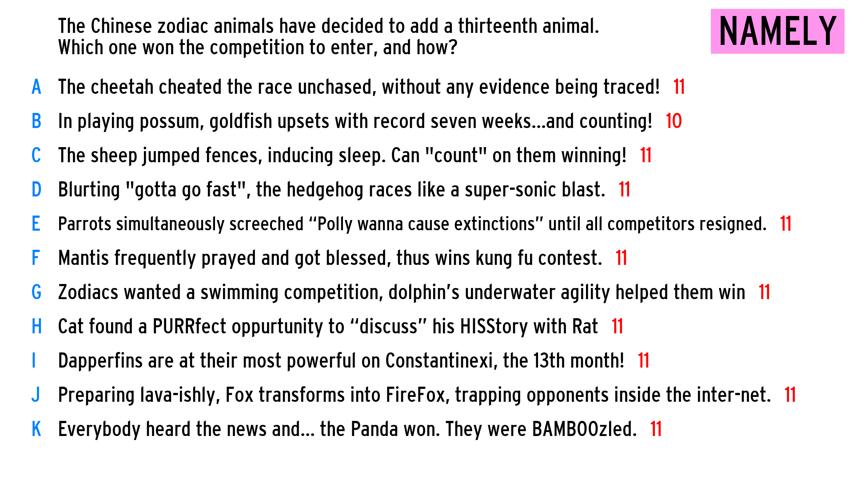 The Chinese zodiac animals have decided to add a thirteenth animal.
Which one won the competition to enter, and how?
NAMELY
A The cheetah cheated the race unchased, without any evidence being traced! 11
B In playing possum, goldfish upsets with record seven weeks...and counting! 10
C The sheep jumped fences, inducing sleep. Can "count" on them winning! 11
D Blurting "gotta go fast", the hedgehog races like a super-sonic blast. 11
E Parrots simultaneously screeched “Polly wanna cause extinctions” until all competitors resigned. 11
F Mantis frequently prayed and got blessed, thus wins kung fu contest. 11
G Zodiacs wanted a swimming competition, dolphin’s underwater agility helped them win 11
H Cat found a PURRfect oppurtunity to “discuss” his HISStory with Rat 11
I Dapperfins are at their most powerful on Constantinexi, the 13th month! 11
J Preparing lava-ishly, Fox transforms into FireFox, trapping opponents inside the inter-net. 11
K Everybody heard the news and... the Panda won. They were BAMBOOzled. 11